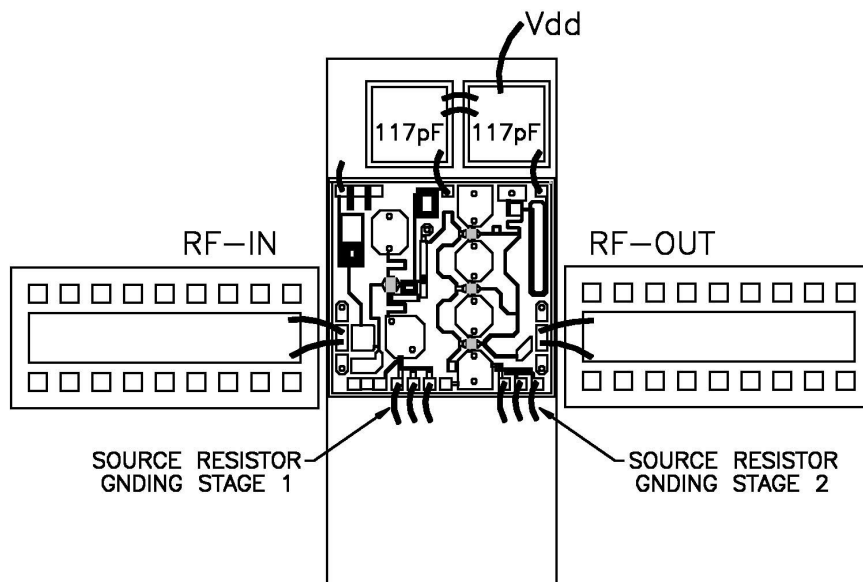 Vdd
117pF
117pF
RF-IN
RF-OUT
SOURCE RESISTOR
GNDING STAGE 1
SOURCE RESISTOR
GNDING STAGE 2